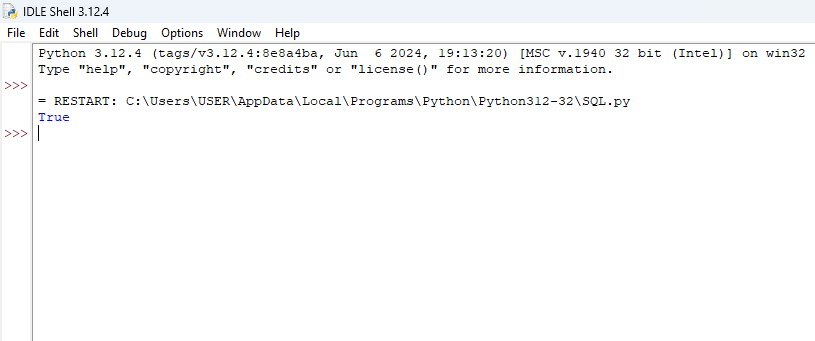 IDLE Shell 3.12.4
File Edit Shell Debug Options Window Help
Python 3.12.4 (tags/v3.12.4:8e8a4ba, Jun  6 2024, 19:13:20) [MSC v.1940 32 bit (Intel)] on win32
Type "help", "copyright", "credits" or "license()" for more information.
>>>
= RESTART: C:\Users\USER\AppData\Local\Programs\Python\Python312-32\SQL.py
True
>>>